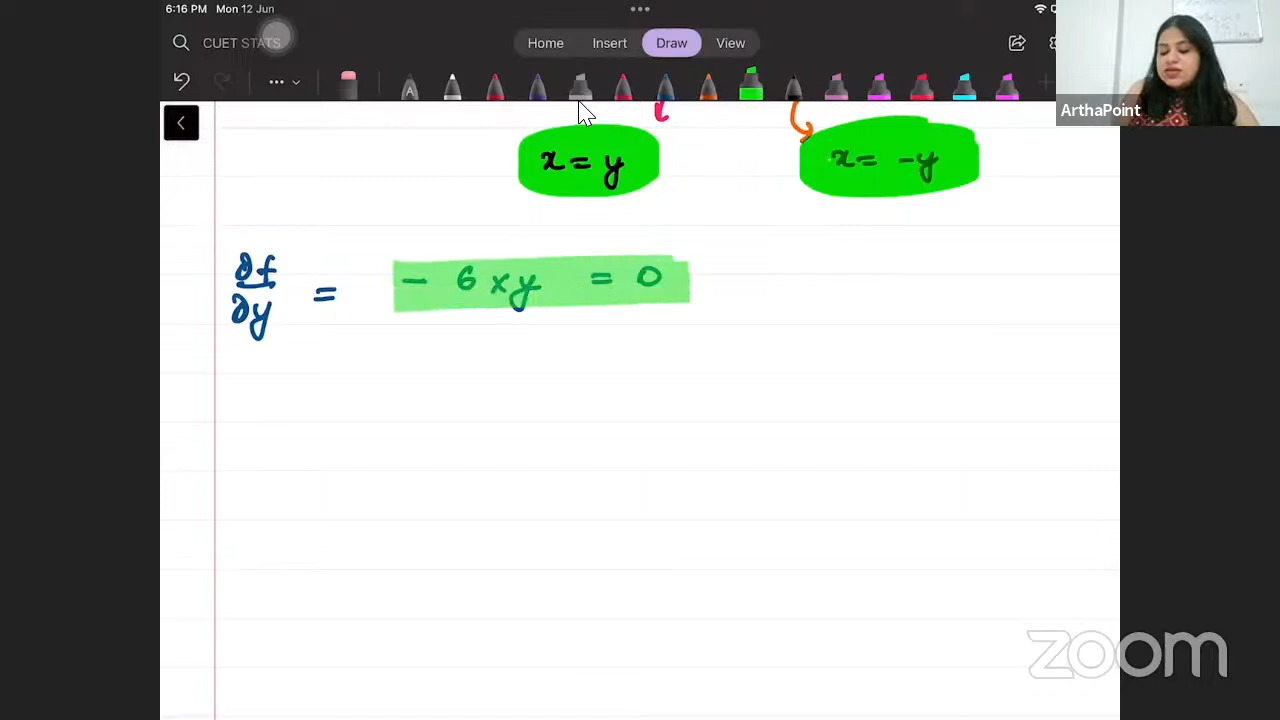 6:16 PM Mon 12 Jun
CUET STATS
Home Insert Draw View
A
ArthaPoint
x = y
x = -y
∂f/∂y = - 6xy = 0
zoom